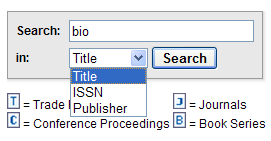 Search: bio
in: Title Search
Title
ISSN
Publisher
T = Trade J = Journals
C = Conference Proceedings B = Book Series